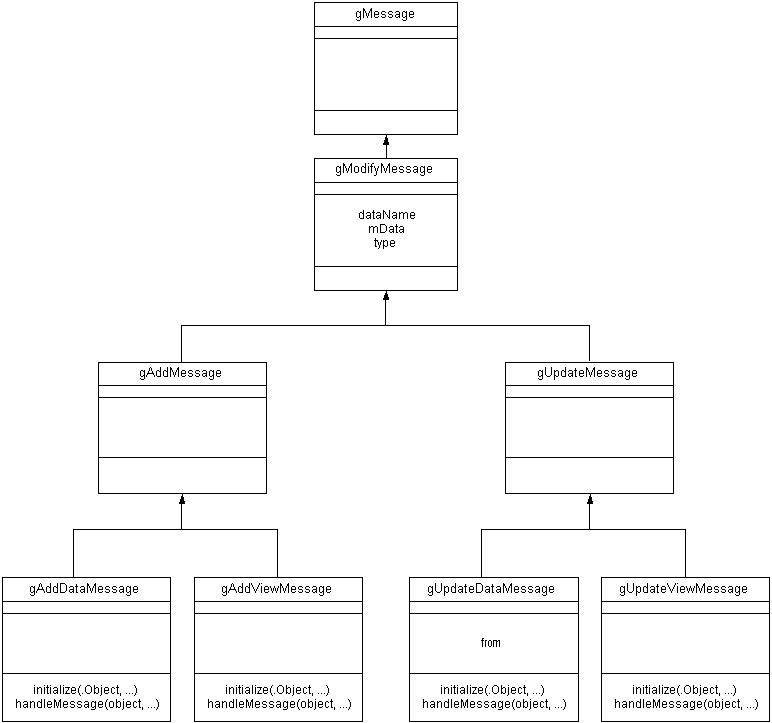 gMessage
gModifyMessage
dataName
mData
type
gAddMessage
gUpdateMessage
gAddDataMessage
gAddViewMessage
gUpdateDataMessage
gUpdateViewMessage
from
initialize(.Object, ...)
handleMessage(object, ...)
initialize(.Object, ...)
handleMessage(object, ...)
initialize(.Object, ...)
handleMessage(object, ...)
initialize(.Object, ...)
handleMessage(object, ...)